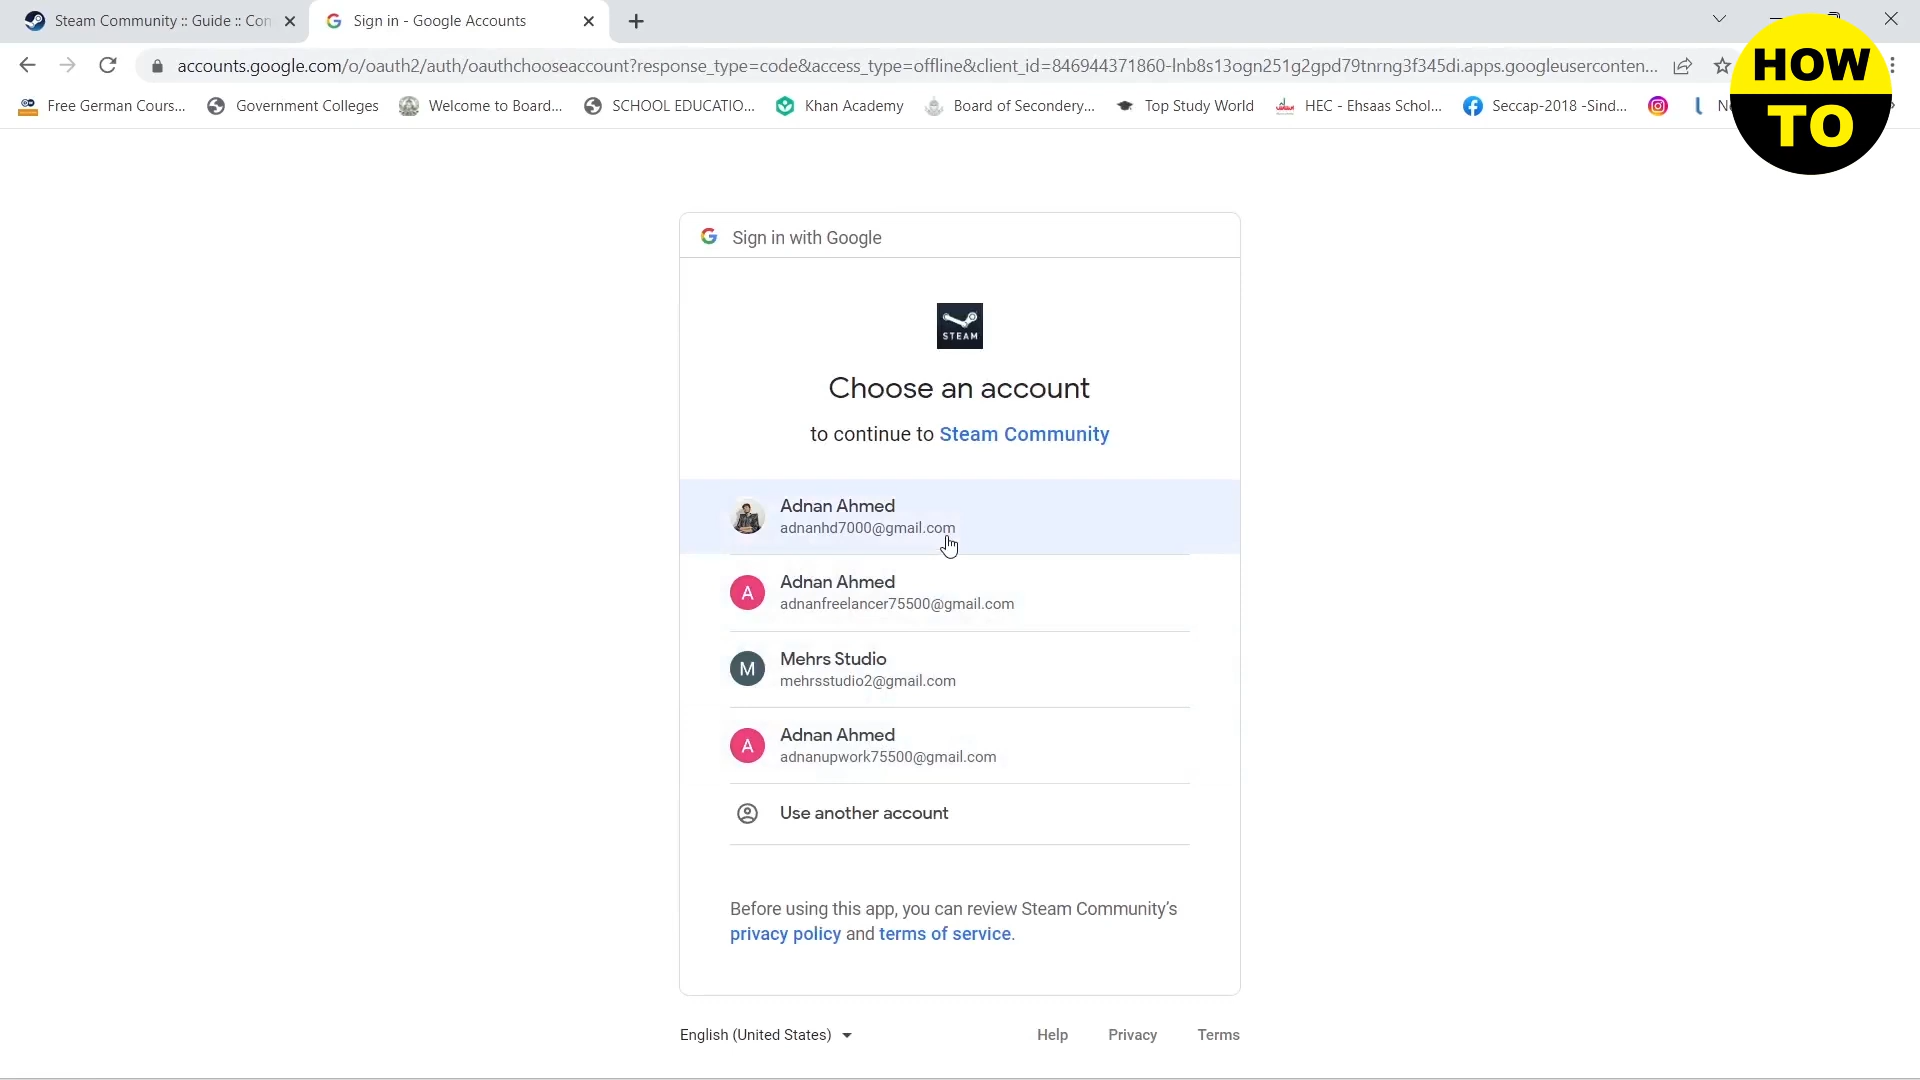 Steam Community :: Guide :: Con
Sign in - Google Accounts
accounts.google.com/o/oauth2/auth/oauthchooseaccount?response_type=code&access_type=offline&client_id=846944371860-lnb8s13ogn251g2gpd79tnrng3f345di.apps.googleuserconten...
Free German Cours...
Government Colleges
Welcome to Board...
SCHOOL EDUCATIO...
Khan Academy
Board of Secondery...
Top Study World
HEC - Ehsaas Schol...
Seccap-2018 -Sind...
HOW
TO
Sign in with Google
STEAM
Choose an account
to continue to Steam Community
Adnan Ahmed
adnanhd7000@gmail.com
A
Adnan Ahmed
adnanfreelancer75500@gmail.com
M
Mehrs Studio
mehrsstudio2@gmail.com
A
Adnan Ahmed
adnanupwork75500@gmail.com
Use another account
Before using this app, you can review Steam Community's
privacy policy and terms of service.
English (United States)
Help
Privacy
Terms